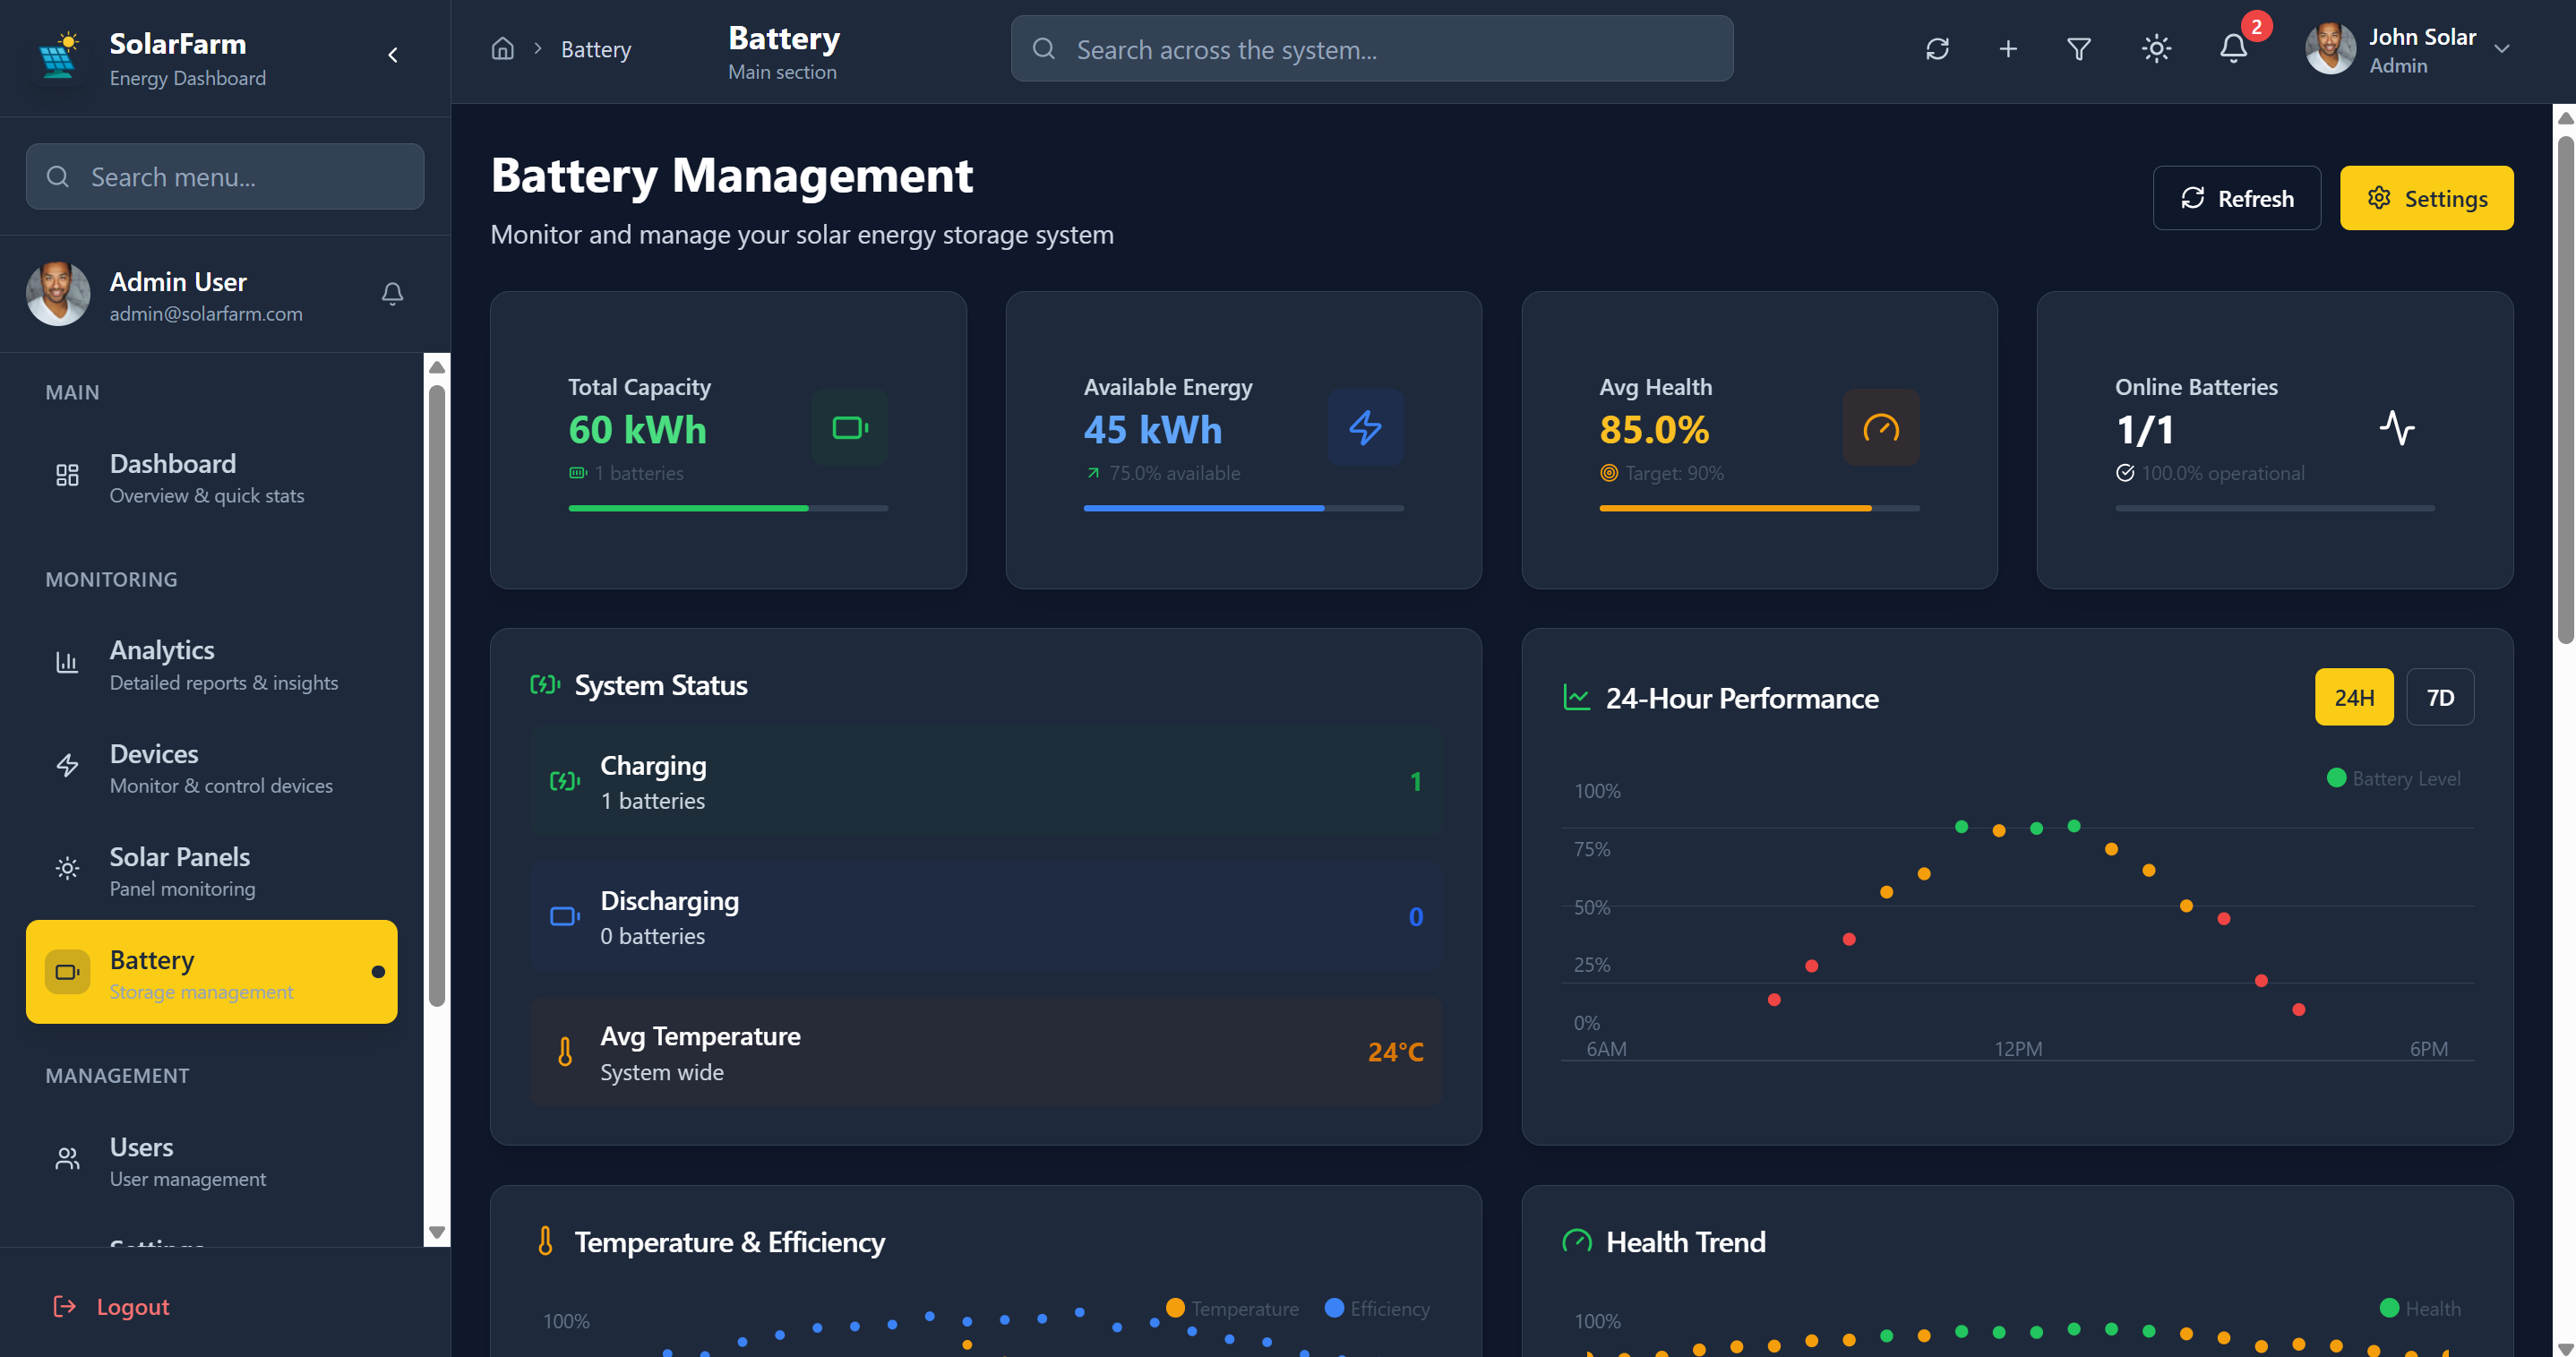 SolarFarm
Energy Dashboard
Search menu...
Admin User
admin@solarfarm.com
MAIN
Dashboard
Overview & quick stats
MONITORING
Analytics
Detailed reports & insights
Devices
Monitor & control devices
Solar Panels
Panel monitoring
Battery
Storage management
MANAGEMENT
Users
User management
Settings
Logout
Battery
Battery
Main section
Search across the system...
2
John Solar
Admin
Battery Management
Monitor and manage your solar energy storage system
Refresh
Settings
Total Capacity
60 kWh
1 batteries
Available Energy
45 kWh
75.0% available
Avg Health
85.0%
Target: 90%
Online Batteries
1/1
100.0% operational
System Status
Charging
1 batteries
1
Discharging
0 batteries
0
Avg Temperature
System wide
24°C
24-Hour Performance
24H
7D
Battery Level
100%
75%
50%
25%
0%
6AM
12PM
6PM
Temperature & Efficiency
Temperature
Efficiency
100%
Health Trend
Health
100%